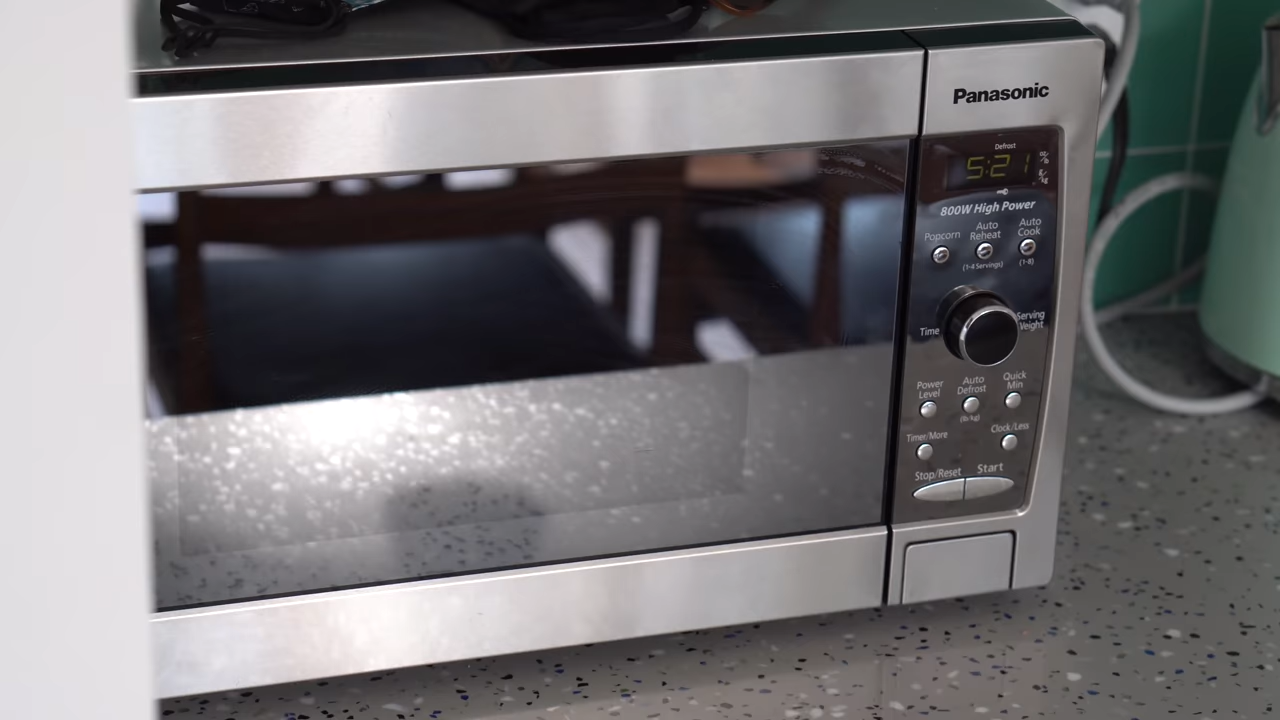 Panasonic
Defrost
5:21
800W High Power
Popcorn
Auto
Reheat
(1-4 Servings)
Auto
Cook
(1-8)
Time
Serving
Weight
Power
Level
Auto
Defrost
(lb/kg)
Quick
Min
Timer/More
Clock/Less
Stop/Reset
Start